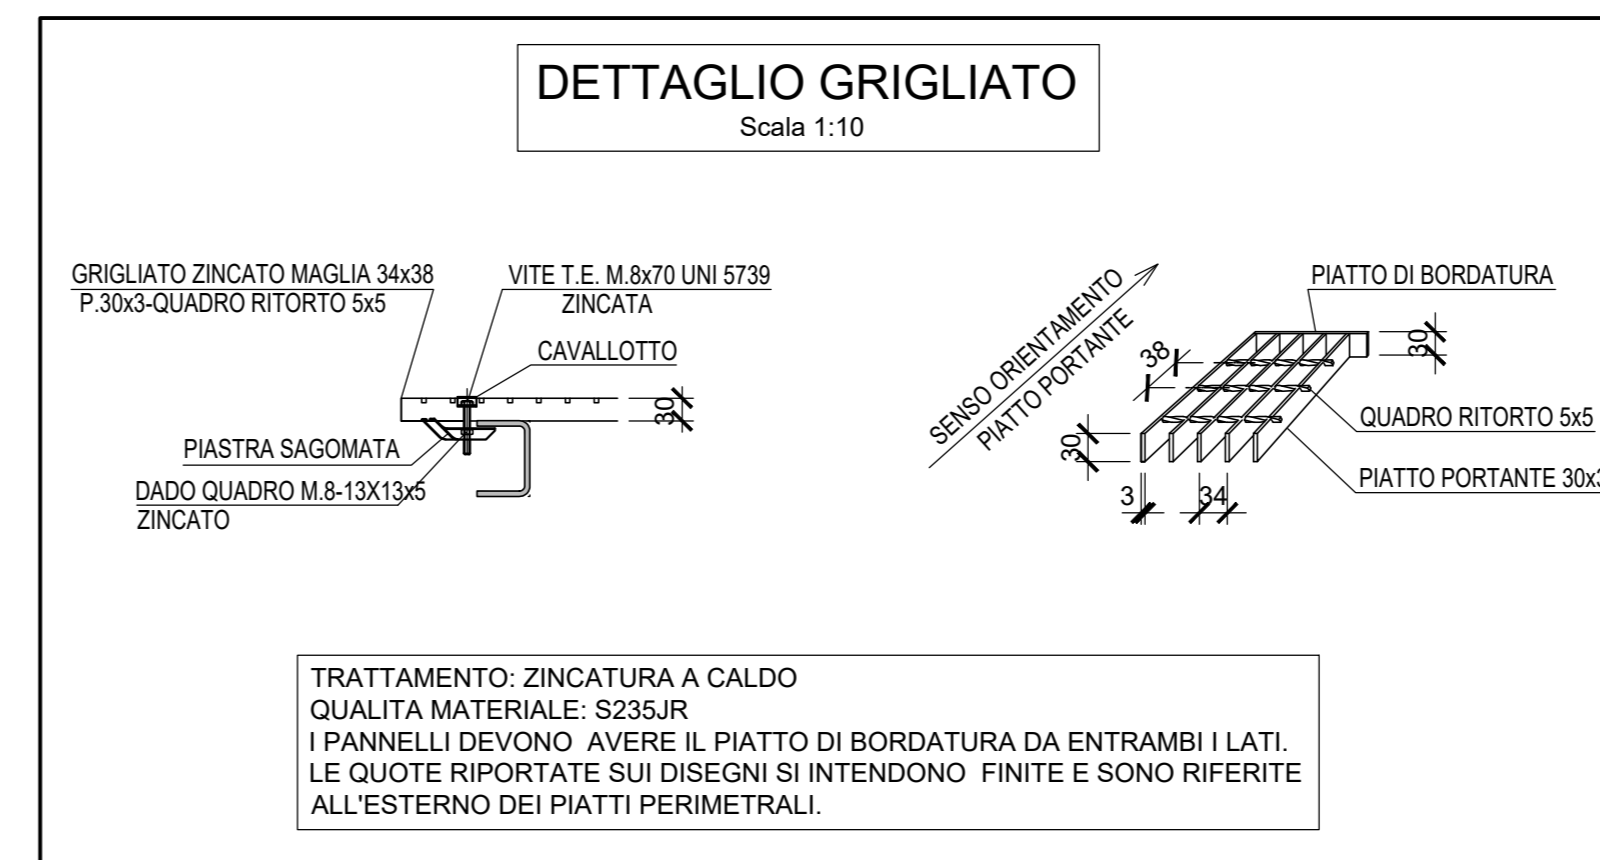 DETTAGLIO GRIGLIATO
Scala 1:10
GRIGLIATO ZINCATO MAGLIA 34x38
P.30x3-QUADRO RITORTO 5x5
VITE T.E. M.8x70 UNI 5739
ZINCATA
CAVALLOTTO
30
PIASTRA SAGOMATA
DADO QUADRO M.8-13X13x5
ZINCATO
SENSO ORIENTAMENTO
PIATTO PORTANTE
PIATTO DI BORDATURA
30
38
QUADRO RITORTO 5x5
30
PIATTO PORTANTE 30x3
3
34
TRATTAMENTO: ZINCATURA A CALDO
QUALITA MATERIALE: S235JR
I PANNELLI DEVONO  AVERE IL PIATTO DI BORDATURA DA ENTRAMBI I LATI.
LE QUOTE RIPORTATE SUI DISEGNI SI INTENDONO  FINITE E SONO RIFERITE
ALL'ESTERNO DEI PIATTI PERIMETRALI.